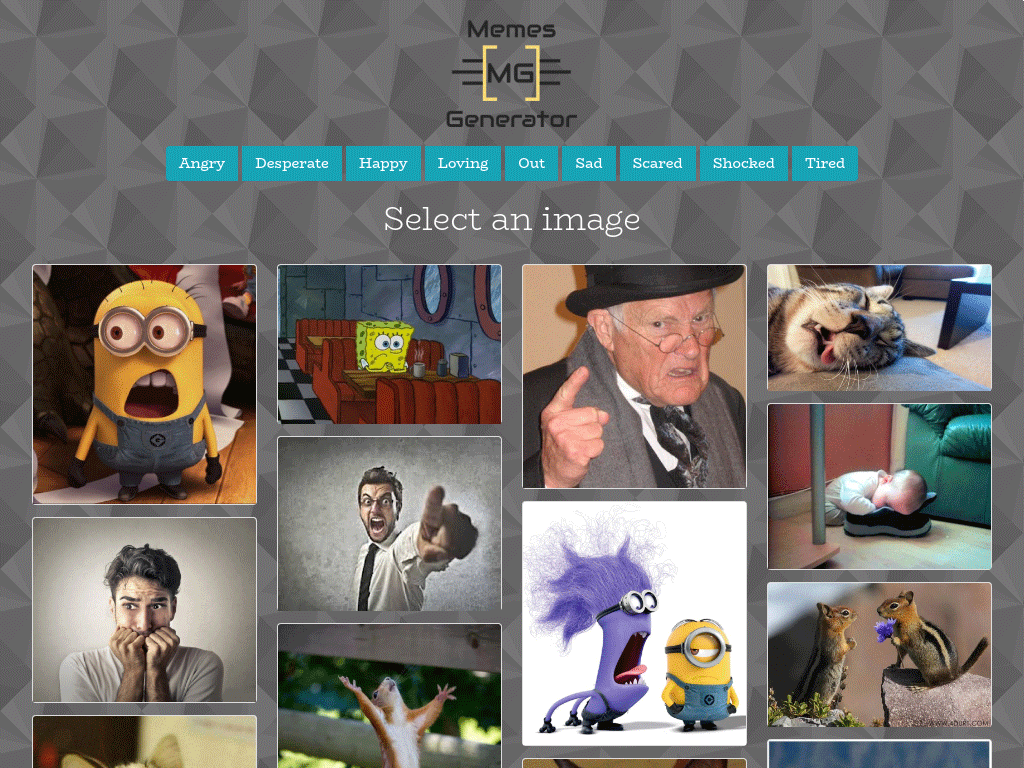 Memes
MG
Generator
Angry Desperate Happy Loving Out Sad Scared Shocked Tired
Select an image